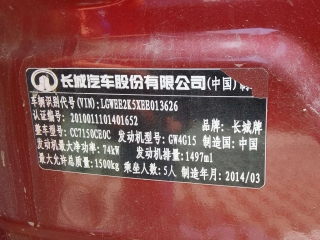 长城汽车股份有限公司(中国)制
车辆识别代号(VIN): LGWEE2K5XEE013626
认证编号: 2010011101401652 品牌: 长城牌
整车型号: CC7150CE0C 发动机型号: GW4G15 制造国: 中国
发动机最大净功率: 74kW 发动机排量: 1497ml
最大允许总质量: 1500kg 乘坐人数: 5人 制造年月: 2014/03